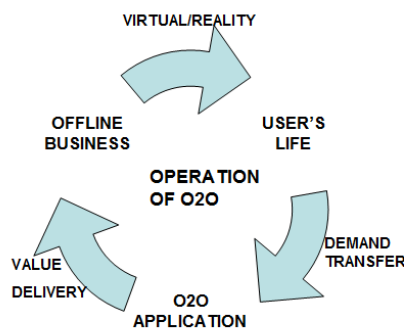 VIRTUAL/REALITY
OFFLINE
BUSINESS
USER'S
LIFE
OPERATION
OF O2O
DEMAND
TRANSFER
VALUE
DELIVERY
O2O
APPLICATION